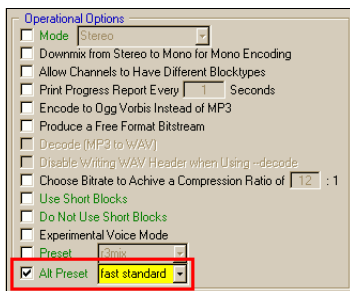 Operational Options
Mode Stereo
Downmix from Stereo to Mono for Mono Encoding
Allow Channels to Have Different Blocktypes
Print Progress Report Every 1 Seconds
Encode to Ogg Vorbis Instead of MP3
Produce a Free Format Bitstream
Decode (MP3 to WAV)
Disable Writing WAV Header when Using --decode
Choose Bitrate to Achive a Compression Ratio of 12 : 1
Use Short Blocks
Do Not Use Short Blocks
Experimental Voice Mode
Preset r3mix
Alt Preset fast standard